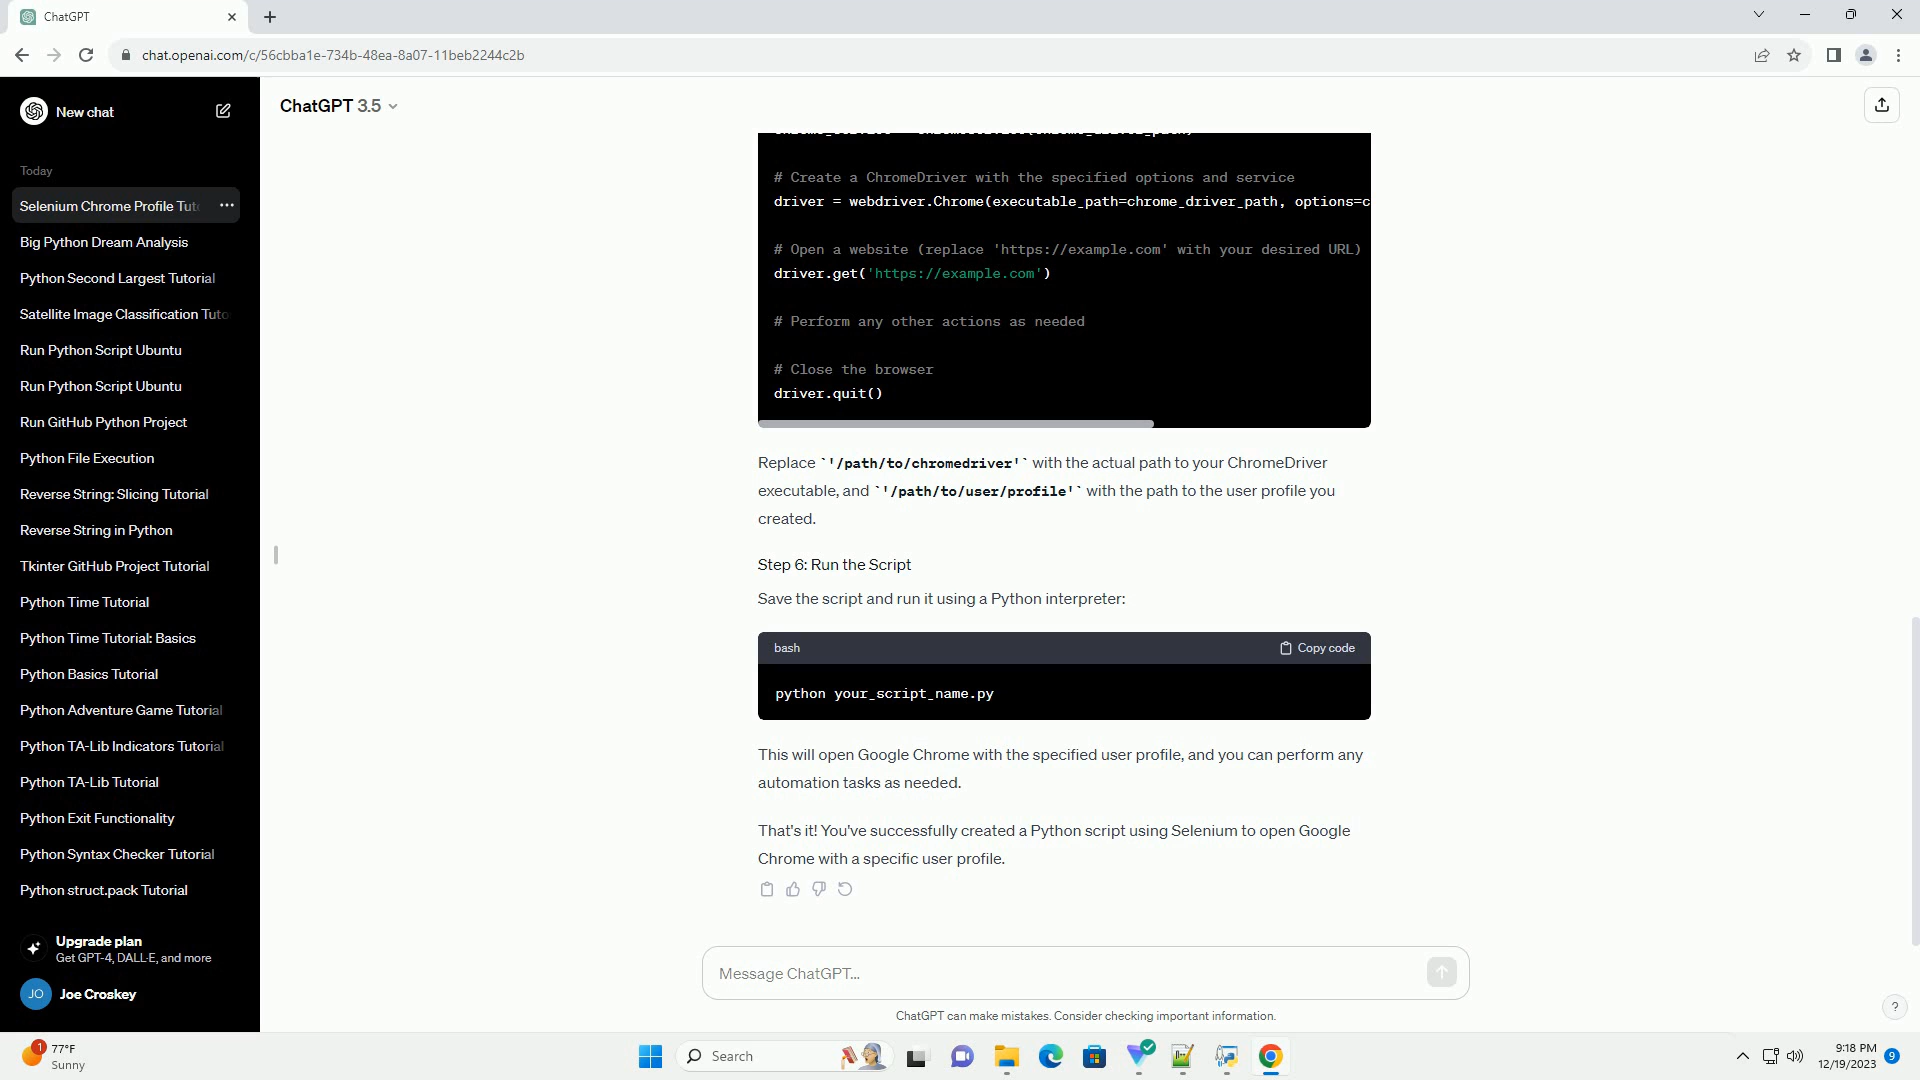 ChatGPT
chat.openai.com/c/56cbba1e-734b-48ea-8a07-11beb2244c2b
New chat
ChatGPT 3.5
Today
Selenium Chrome Profile Tut
Big Python Dream Analysis
Python Second Largest Tutorial
Satellite Image Classification Tuto
Run Python Script Ubuntu
Run Python Script Ubuntu
Run GitHub Python Project
Python File Execution
Reverse String: Slicing Tutorial
Reverse String in Python
Tkinter GitHub Project Tutorial
Python Time Tutorial
Python Time Tutorial: Basics
Python Basics Tutorial
Python Adventure Game Tutorial
Python TA-Lib Indicators Tutorial
Python TA-Lib Tutorial
Python Exit Functionality
Python Syntax Checker Tutorial
Python struct.pack Tutorial
Upgrade plan
Get GPT-4, DALL·E, and more
JO Joe Croskey
# Create a ChromeDriver with the specified options and service
driver = webdriver.Chrome(executable_path=chrome_driver_path, options=c
# Open a website (replace 'https://example.com' with your desired URL)
driver.get('https://example.com')
# Perform any other actions as needed
# Close the browser
driver.quit()
Replace `'/path/to/chromedriver'` with the actual path to your ChromeDriver
executable, and `'/path/to/user/profile'` with the path to the user profile you
created.
Step 6: Run the Script
Save the script and run it using a Python interpreter:
bash Copy code
python your_script_name.py
This will open Google Chrome with the specified user profile, and you can perform any
automation tasks as needed.
That's it! You've successfully created a Python script using Selenium to open Google
Chrome with a specific user profile.
Message ChatGPT...
ChatGPT can make mistakes. Consider checking important information.
?
1
77°F
Sunny
Search
9:18 PM
12/19/2023
9